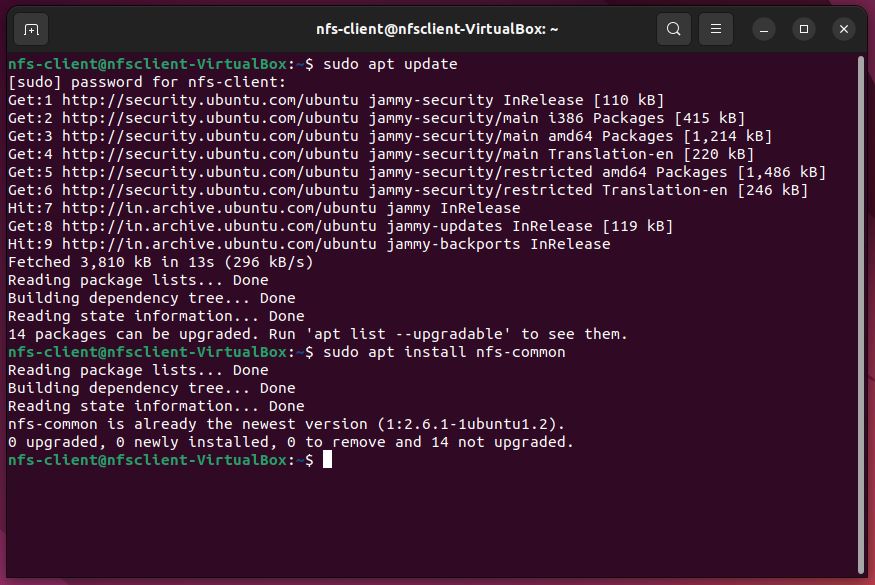 nfs-client@nfsclient-VirtualBox: ~
nfs-client@nfsclient-VirtualBox:~$ sudo apt update
[sudo] password for nfs-client:
Get:1 http://security.ubuntu.com/ubuntu jammy-security InRelease [110 kB]
Get:2 http://security.ubuntu.com/ubuntu jammy-security/main i386 Packages [415 kB]
Get:3 http://security.ubuntu.com/ubuntu jammy-security/main amd64 Packages [1,214 kB]
Get:4 http://security.ubuntu.com/ubuntu jammy-security/main Translation-en [220 kB]
Get:5 http://security.ubuntu.com/ubuntu jammy-security/restricted amd64 Packages [1,486 kB]
Get:6 http://security.ubuntu.com/ubuntu jammy-security/restricted Translation-en [246 kB]
Hit:7 http://in.archive.ubuntu.com/ubuntu jammy InRelease
Get:8 http://in.archive.ubuntu.com/ubuntu jammy-updates InRelease [119 kB]
Hit:9 http://in.archive.ubuntu.com/ubuntu jammy-backports InRelease
Fetched 3,810 kB in 13s (296 kB/s)
Reading package lists... Done
Building dependency tree... Done
Reading state information... Done
14 packages can be upgraded. Run 'apt list --upgradable' to see them.
nfs-client@nfsclient-VirtualBox:~$ sudo apt install nfs-common
Reading package lists... Done
Building dependency tree... Done
Reading state information... Done
nfs-common is already the newest version (1:2.6.1-1ubuntu1.2).
0 upgraded, 0 newly installed, 0 to remove and 14 not upgraded.
nfs-client@nfsclient-VirtualBox:~$